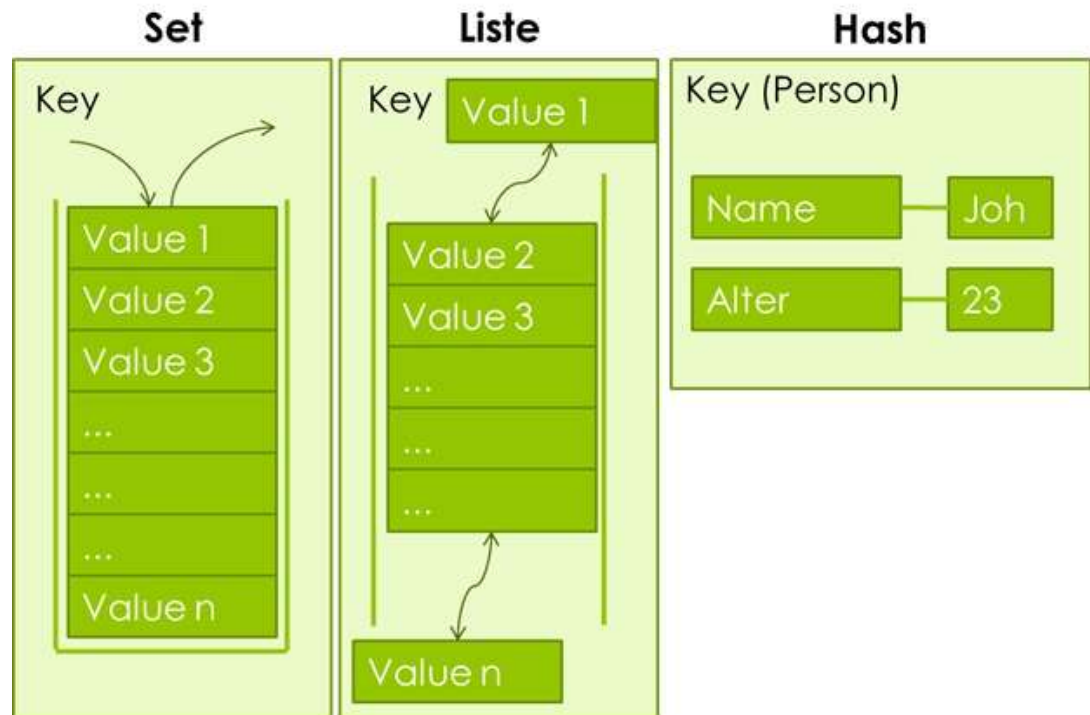 Set
Key
Value 1
Value 2
Value 3
...
...
...
Value n
Liste
Key
Value 1
Value 2
Value 3
...
...
...
Value n
Hash
Key (Person)
Name
Joh
Alter
23